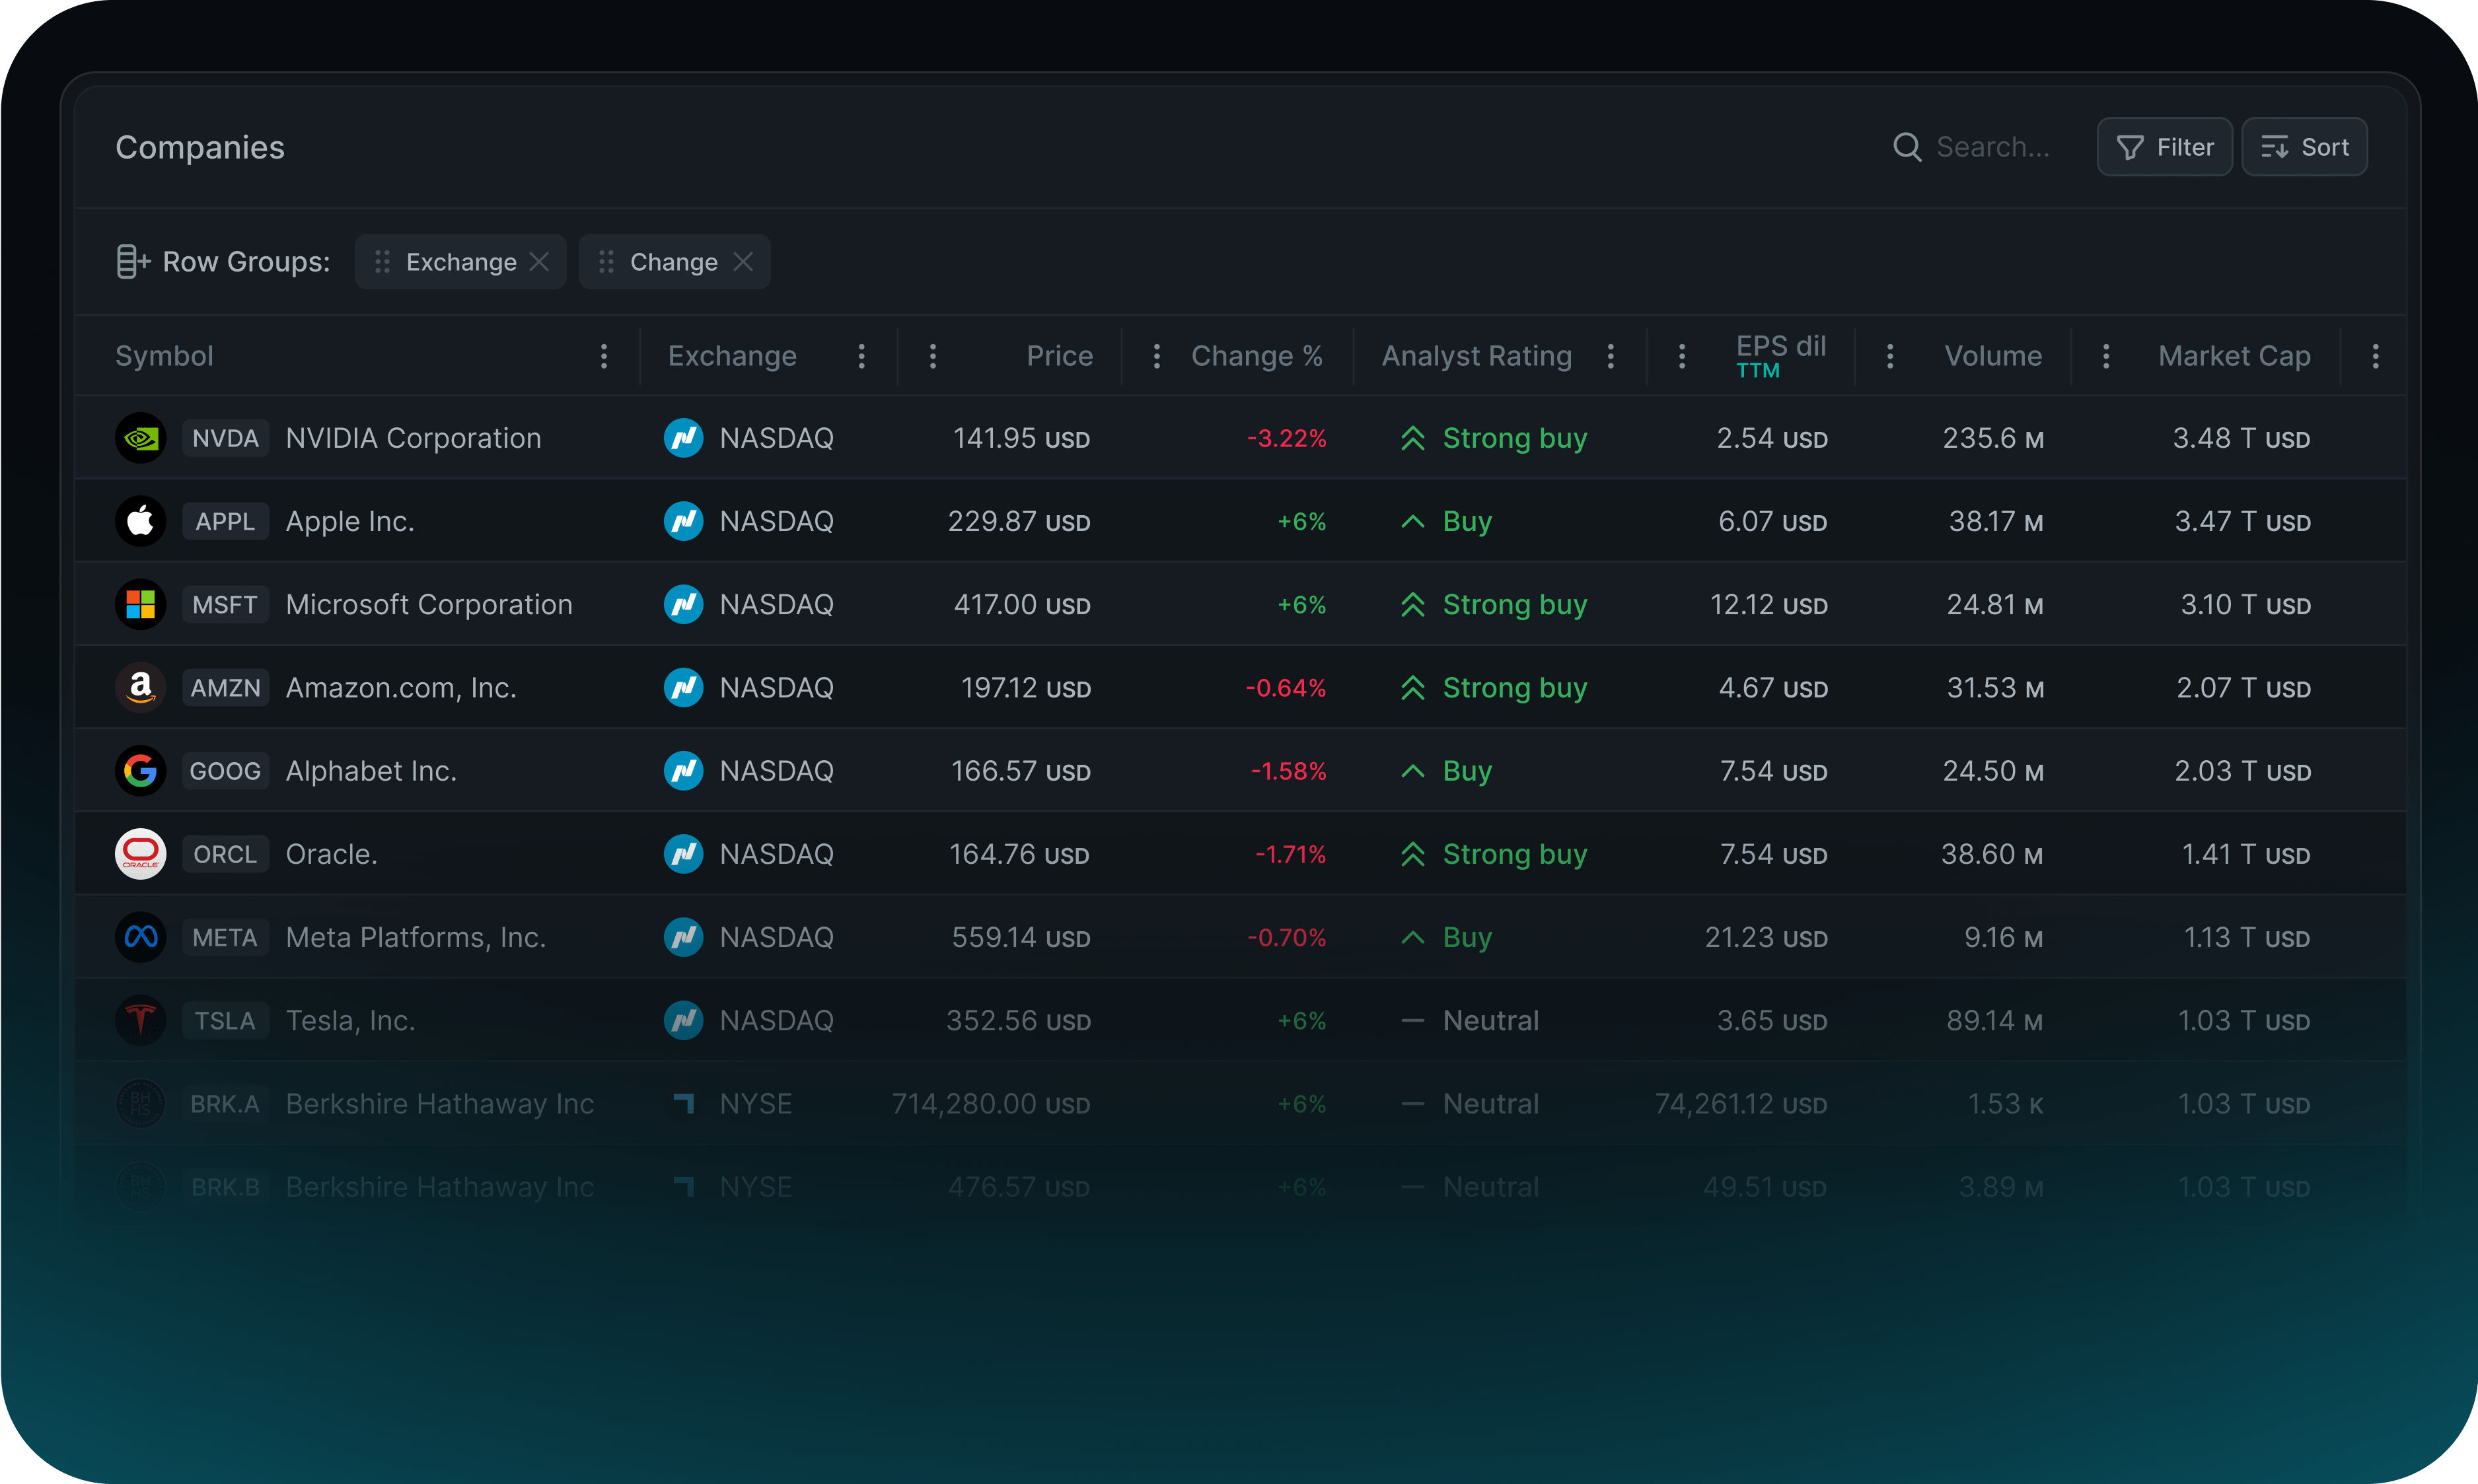 Companies Search... Filter Sort
Row Groups: Exchange Change
Symbol Exchange Price Change % Analyst Rating EPS dil TTM Volume Market Cap
NVDA NVIDIA Corporation NASDAQ 141.95 USD -3.22% Strong buy 2.54 USD 235.6 M 3.48 T USD
APPL Apple Inc. NASDAQ 229.87 USD +6% Buy 6.07 USD 38.17 M 3.47 T USD
MSFT Microsoft Corporation NASDAQ 417.00 USD +6% Strong buy 12.12 USD 24.81 M 3.10 T USD
a AMZN Amazon.com, Inc. NASDAQ 197.12 USD -0.64% Strong buy 4.67 USD 31.53 M 2.07 T USD
G GOOG Alphabet Inc. NASDAQ 166.57 USD -1.58% Buy 7.54 USD 24.50 M 2.03 T USD
ORACLE ORCL Oracle. NASDAQ 164.76 USD -1.71% Strong buy 7.54 USD 38.60 M 1.41 T USD
META Meta Platforms, Inc. NASDAQ 559.14 USD -0.70% Buy 21.23 USD 9.16 M 1.13 T USD
TSLA Tesla, Inc. NASDAQ 352.56 USD +6% Neutral 3.65 USD 89.14 M 1.03 T USD
BH HS BRK.A Berkshire Hathaway Inc NYSE 714,280.00 USD +6% Neutral 74,261.12 USD 1.53 K 1.03 T USD
BH HS BRK.B Berkshire Hathaway Inc NYSE 476.57 USD +6% Neutral 49.51 USD 3.89 M 1.03 T USD